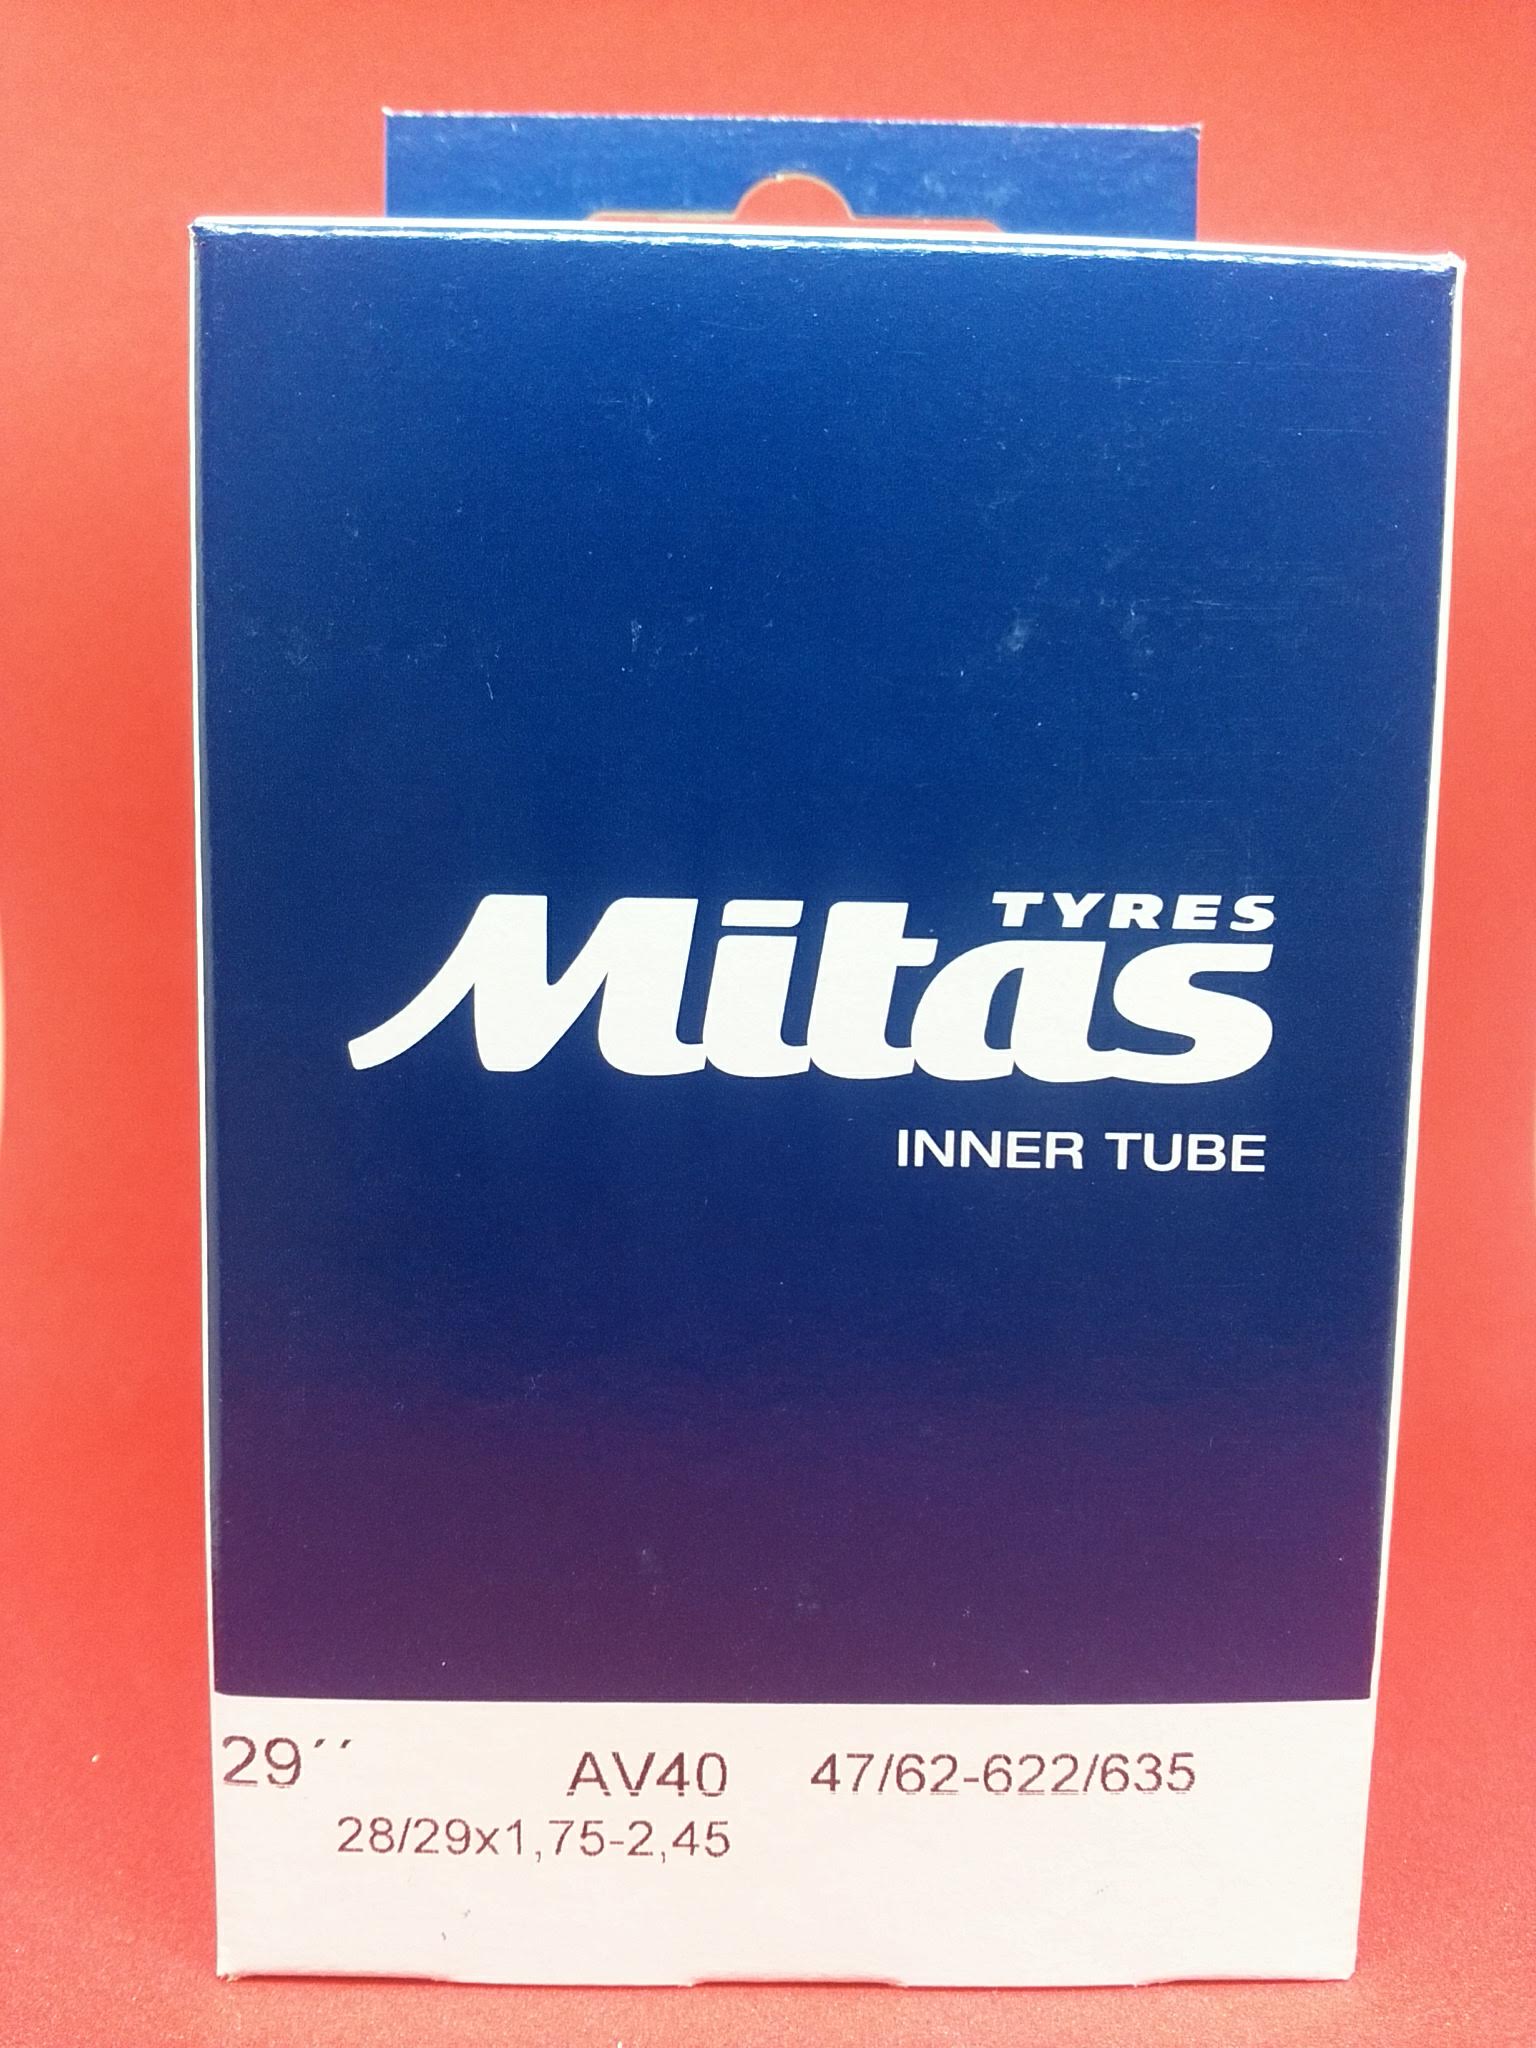 TYRES
Mitas
INNER TUBE
29´´ AV40 47/62-622/635
28/29x1,75-2,45